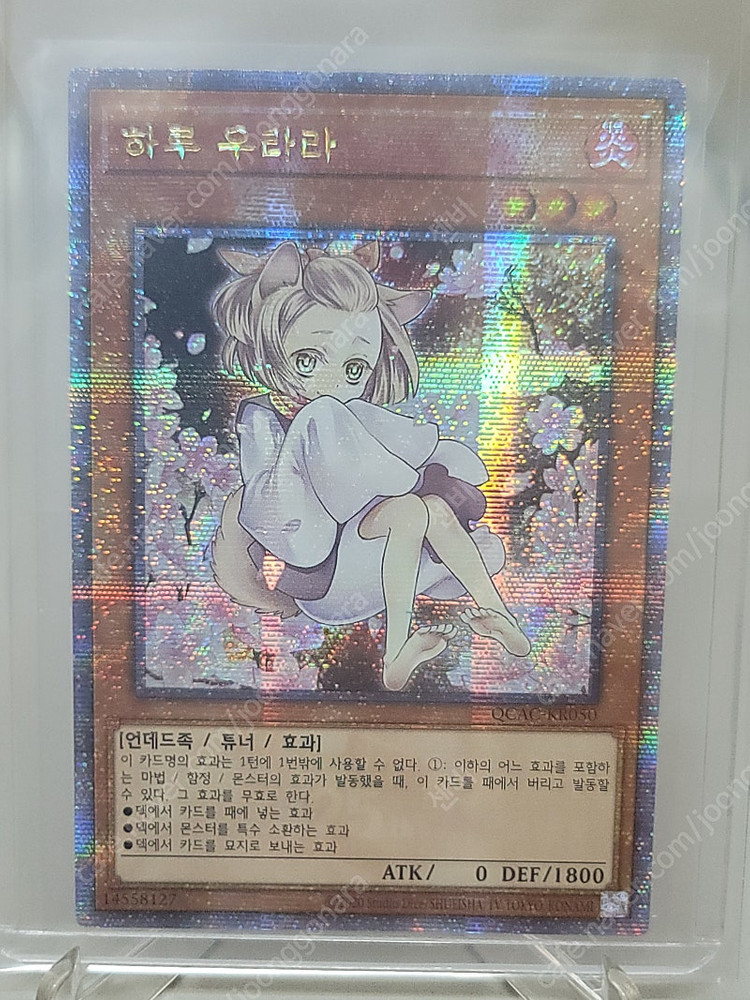 하루 우라라
炎
QCAC-KR050
[언데드족 / 튜너 / 효과]
이 카드명의 효과는 1턴에 1번밖에 사용할 수 없다. ①: 이하의 어느 효과를 포함하
는 마법 / 함정 / 몬스터의 효과가 발동했을 때, 이 카드를 패에서 버리고 발동할
수 있다. 그 효과를 무효로 한다.
●덱에서 카드를 패에 넣는 효과
●덱에서 몬스터를 특수 소환하는 효과
●덱에서 카드를 묘지로 보내는 효과
ATK/ 0 DEF/1800
14558127
Studio Dice/SHUEISHA, TV TOKYO, KONAMI